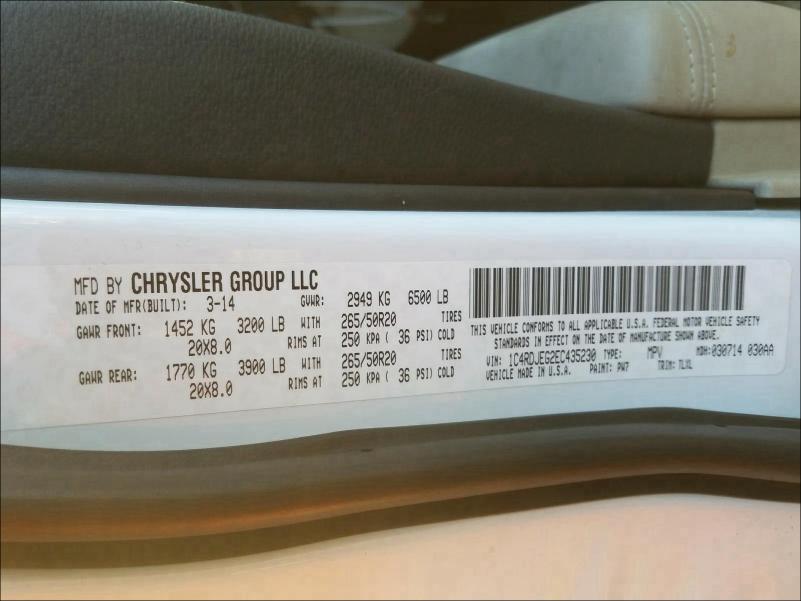 MFD BY CHRYSLER GROUP LLC
DATE OF MFR(BUILT): 3-14 GVWR: 2949 KG 6500 LB
GAWR FRONT: 1452 KG 3200 LB WITH 265/50R20 TIRES
20X8.0 RIMS AT 250 KPA ( 36 PSI) COLD
GAWR REAR: 1770 KG 3900 LB WITH 265/50R20 TIRES
20X8.0 RIMS AT 250 KPA ( 36 PSI) COLD
THIS VEHICLE CONFORMS TO ALL APPLICABLE U.S.A. FEDERAL MOTOR VEHICLE SAFETY
STANDARDS IN EFFECT ON THE DATE OF MANUFACTURE SHOWN ABOVE.
VIN: 1C4RDJEG2EC435230 TYPE: MPV MDH:030714 030AA
VEHICLE MADE IN U.S.A. PAINT: PW7 TRIM: TLXL